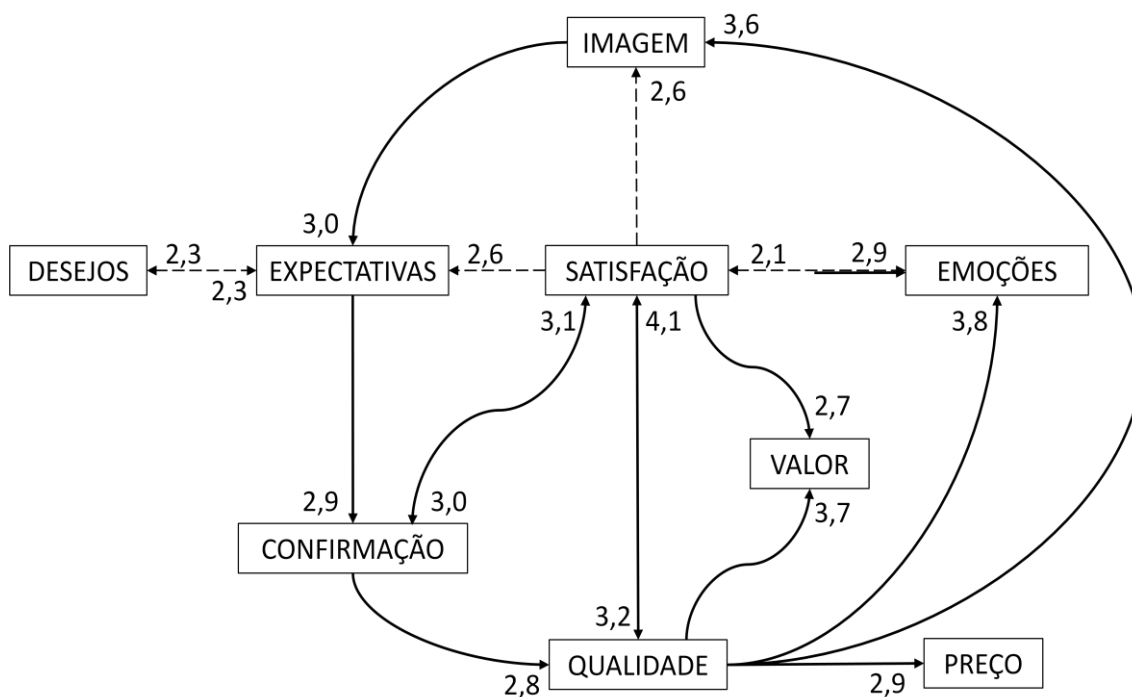 3,6
IMAGEM
2,6
3,0
DESEJOS
2,3
2,3
EXPECTATIVAS
2,6
SATISFAÇÃO
2,1
2,9
EMOÇÕES
3,1
4,1
3,8
2,7
VALOR
3,7
2,9
3,0
CONFIRMAÇÃO
3,2
2,8
QUALIDADE
2,9
PREÇO